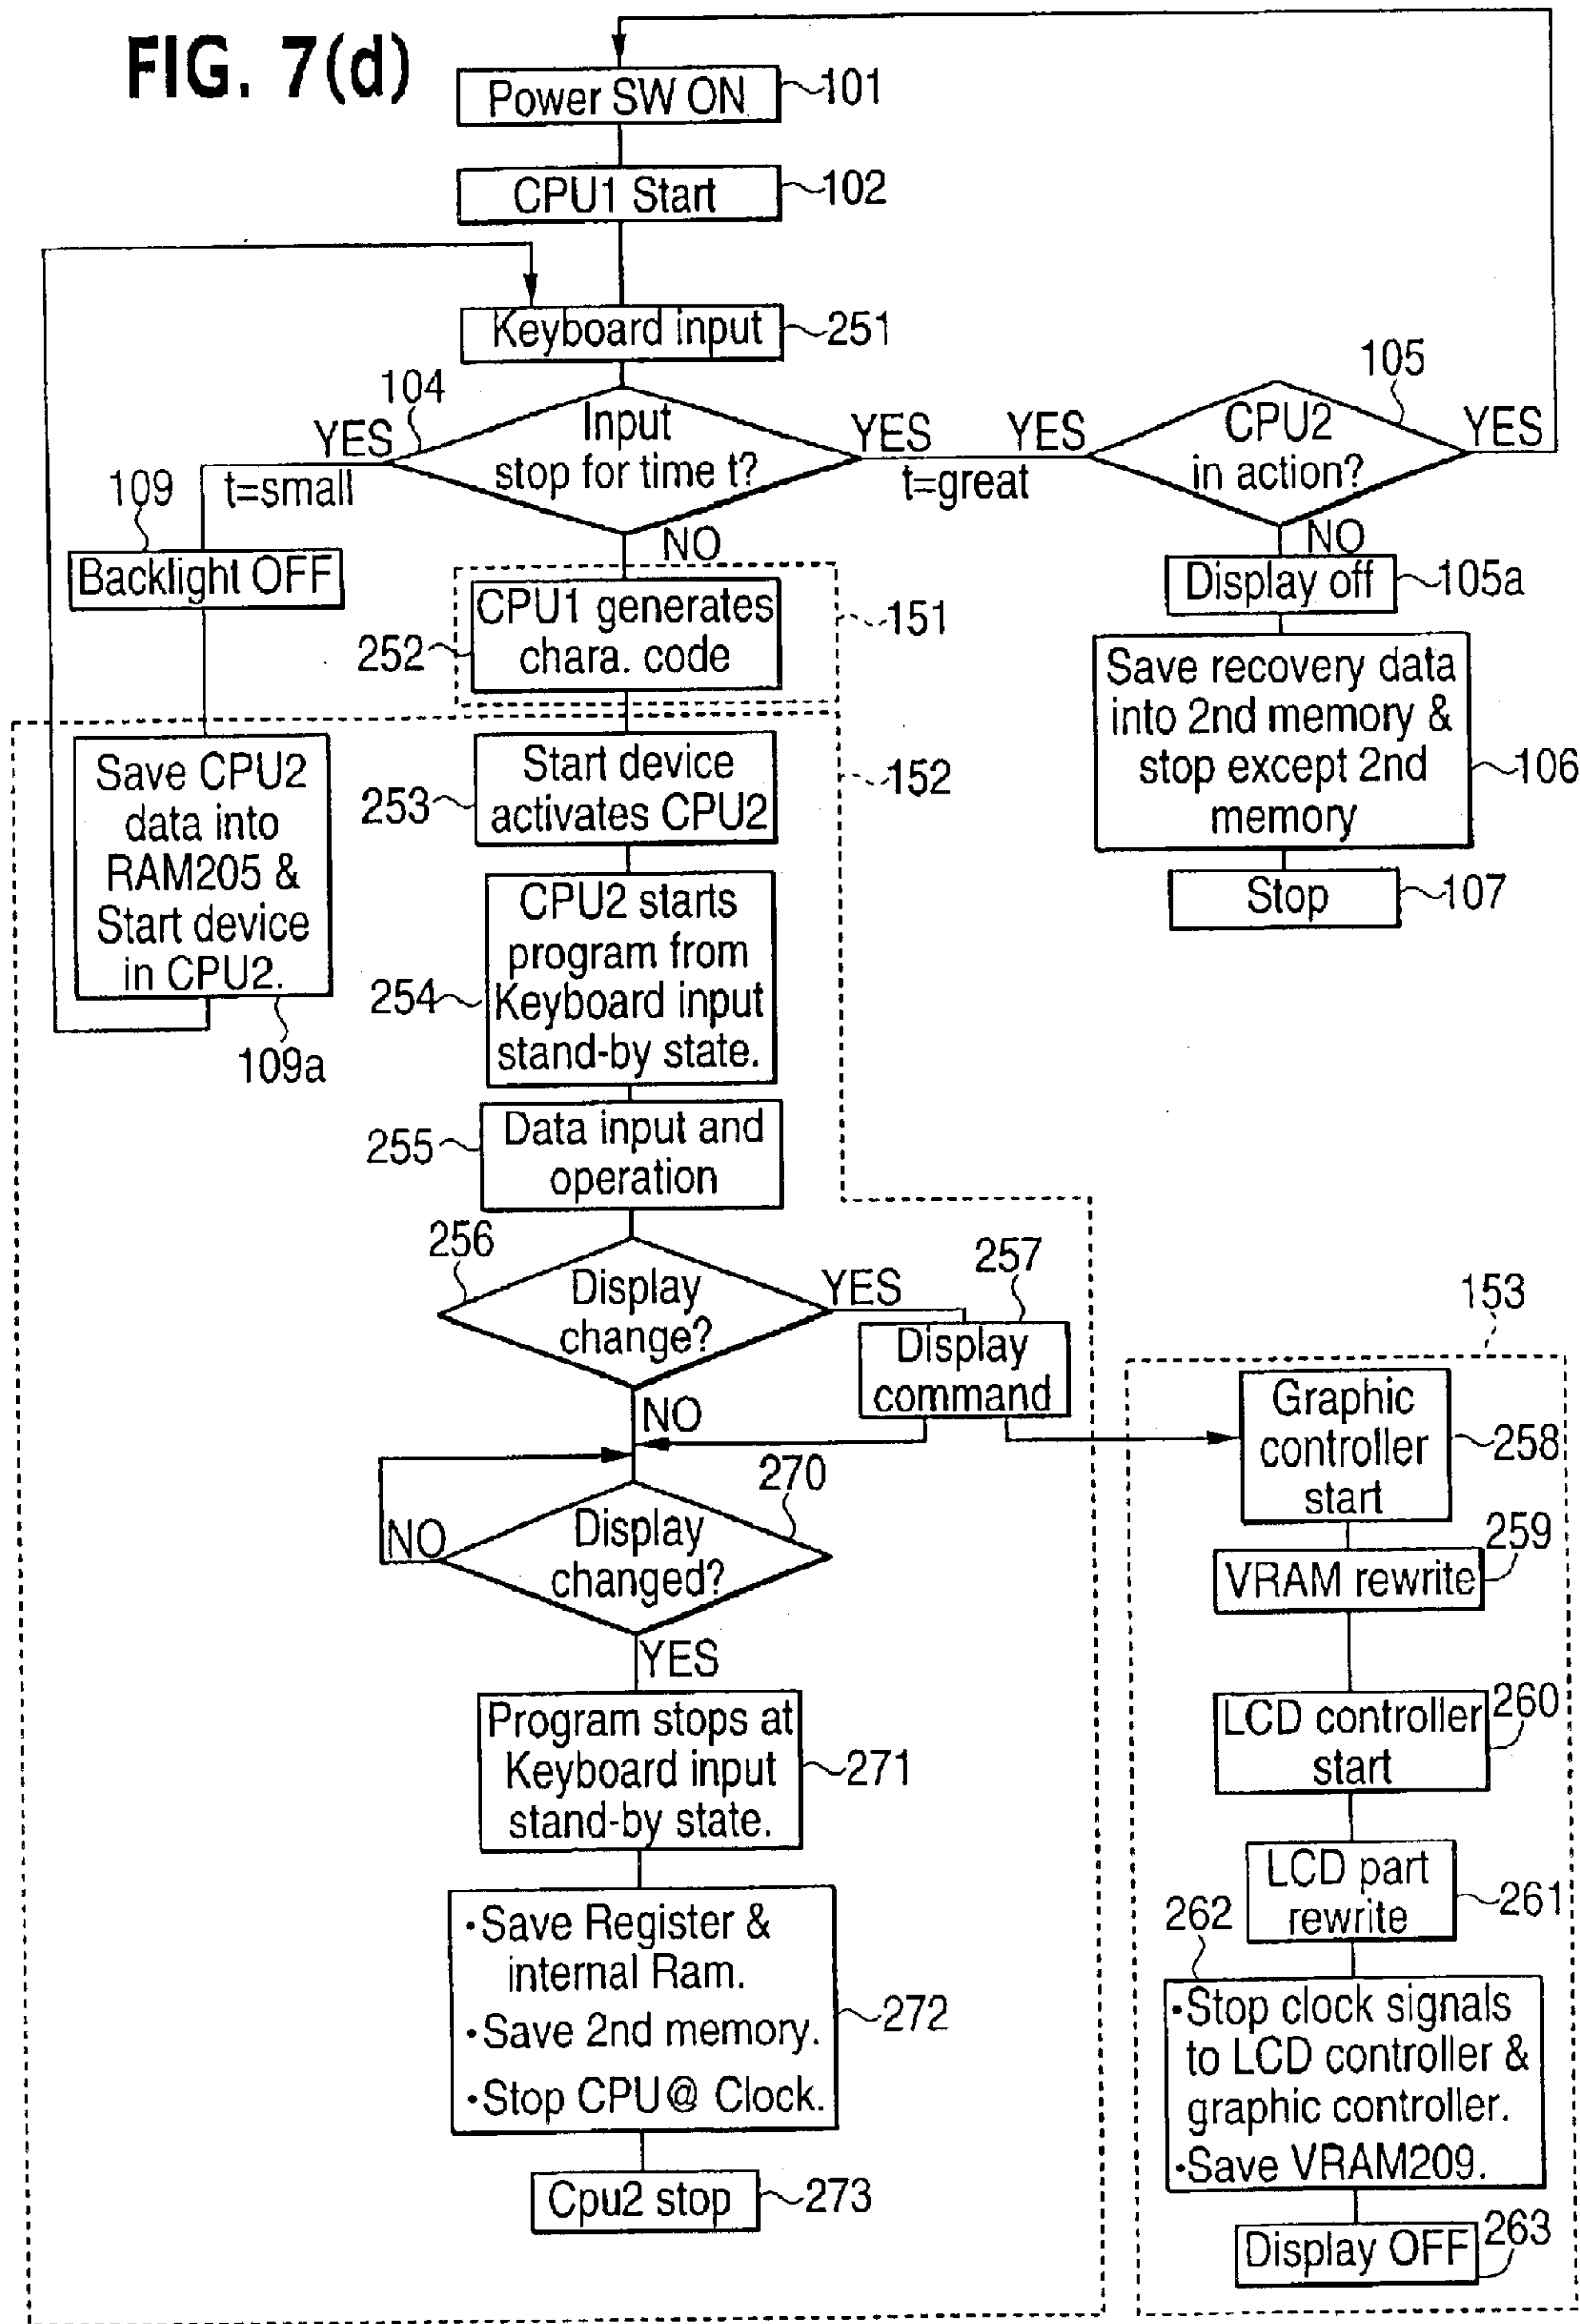 FIG. 7(d)
Power SW ON
101
CPU1 Start
102
Keyboard input
251
104
Input
stop for time t?
YES
t=small
YES
t=great
NO
105
YES
CPU2
in action?
YES
NO
109
Backlight OFF
Display off
105a
CPU1 generates
chara. code
252
151
Save recovery data
into 2nd memory &
stop except 2nd
memory
106
Stop
107
Save CPU2
data into
RAM205 &
Start device
in CPU2.
109a
Start device
activates CPU2
253
152
CPU2 starts
program from
Keyboard input
stand-by state.
254
Data input and
operation
255
256
Display
change?
YES
NO
257
Display
command
153
Graphic
controller
start
258
270
Display
changed?
NO
YES
VRAM rewrite
259
Program stops at
Keyboard input
stand-by state.
271
LCD controller
start
260
LCD part
rewrite
261
262
•Save Register &
internal Ram.
•Save 2nd memory.
•Stop CPU@ Clock.
272
•Stop clock signals
to LCD controller &
graphic controller.
•Save VRAM209.
Cpu2 stop
273
Display OFF
263